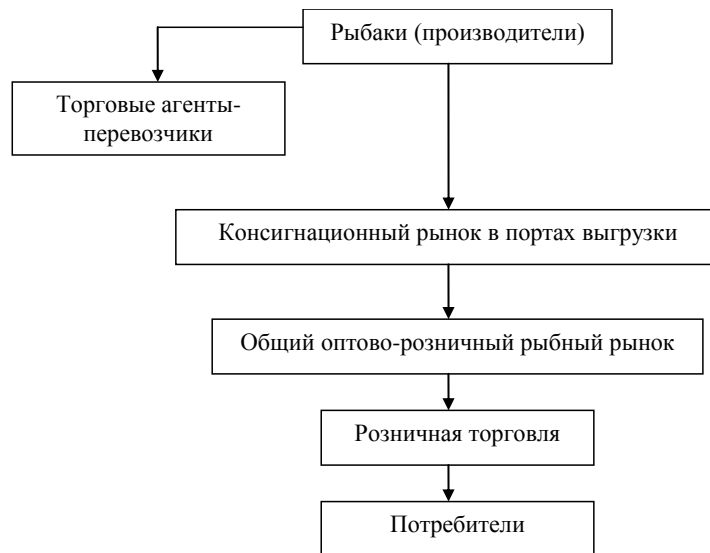 Рыбаки (производители)
Торговые агенты-
перевозчики
Консигнационный рынок в портах выгрузки
Общий оптово-розничный рыбный рынок
Розничная торговля
Потребители